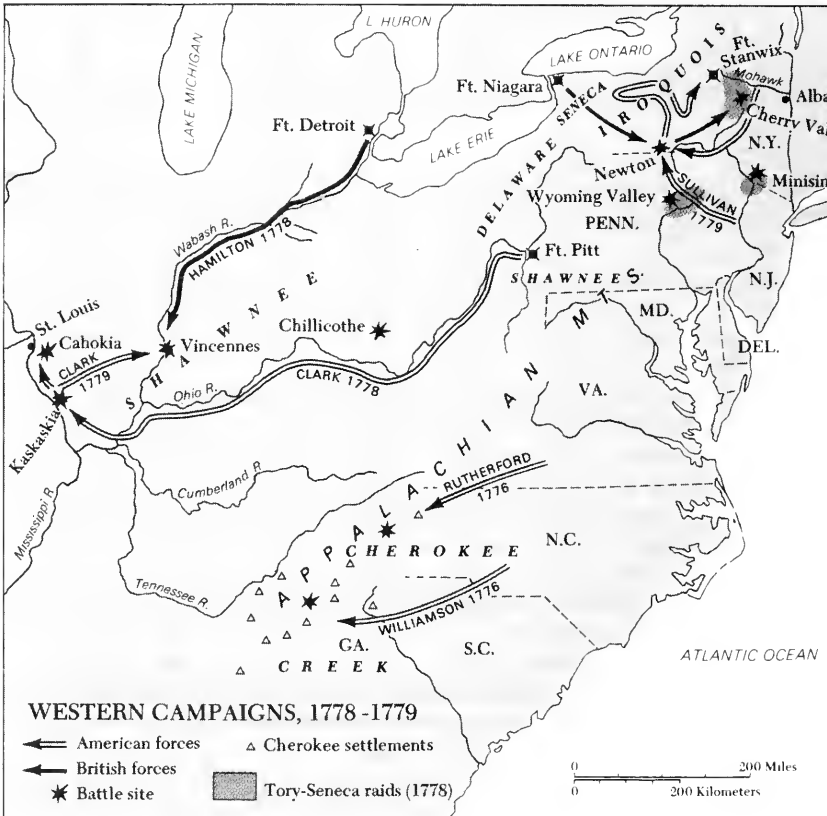 L. HURON
LAKE MICHIGAN
LAKE ONTARIO
Ft. Niagara
Ft.
Stanwix
Mohawk
Alba
IROQUOIS
SENECA
Cherry Val
N.Y.
Ft. Detroit
LAKE ERIE
DELAWARE
Newton
Minisin
Wyoming Valley
SULLIVAN
1779
PENN.
Wabash R.
HAMILTON 1778
Ft. Pitt
SHAWNEES
N.J.
St. Louis
Cahokia
Vincennes
Chillicothe
SHAWNEE
MD.
DEL.
CLARK
1779
Ohio R.
CLARK 1778
VA.
Kaskaskia
APPALACHIAN MTS.
Cumberland R.
RUTHERFORD
1776
Mississippi R.
N.C.
CHEROKEE
Tennessee R.
WILLIAMSON 1776
GA.
S.C.
CREEK
ATLANTIC OCEAN
WESTERN CAMPAIGNS, 1778 -1779
American forces
British forces
Battle site
Cherokee settlements
Tory-Seneca raids (1778)
0 200 Miles
0 200 Kilometers